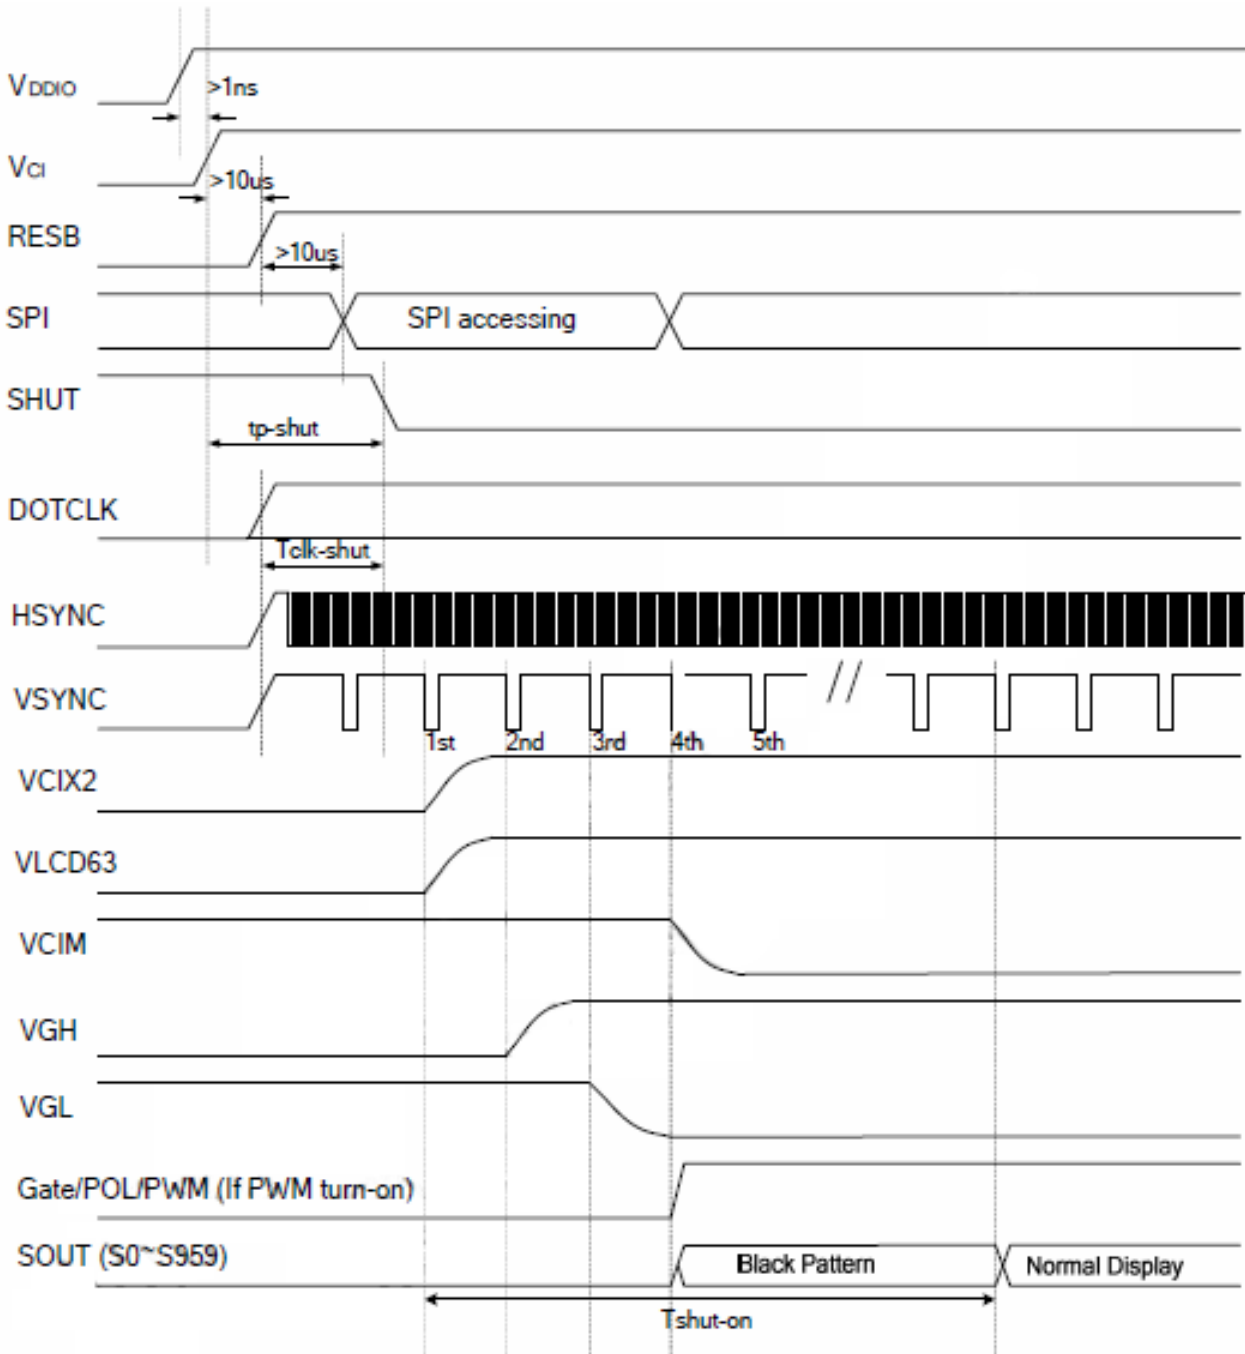 VDDIO
>1ns
VCI
>10us
RESB
>10us
SPI
SPI accessing
SHUT
tp-shut
DOTCLK
Tclk-shut
HSYNC
VSYNC
1st 2nd 3rd 4th 5th
VCIX2
VLCD63
VCIM
VGH
VGL
Gate/POL/PWM (If PWM turn-on)
SOUT (S0~S959)
Black Pattern
Normal Display
Tshut-on